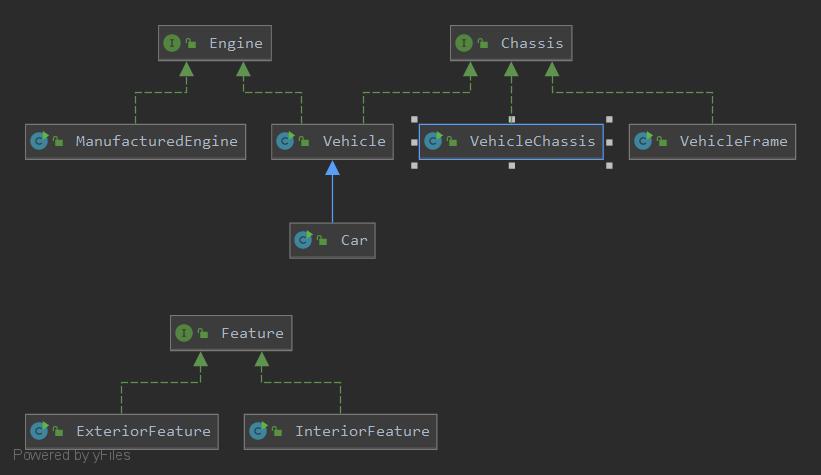 I Engine
I Chassis
C ManufacturedEngine
C Vehicle
C VehicleChassis
C VehicleFrame
C Car
I Feature
C ExteriorFeature
C InteriorFeature
Powered by yFiles